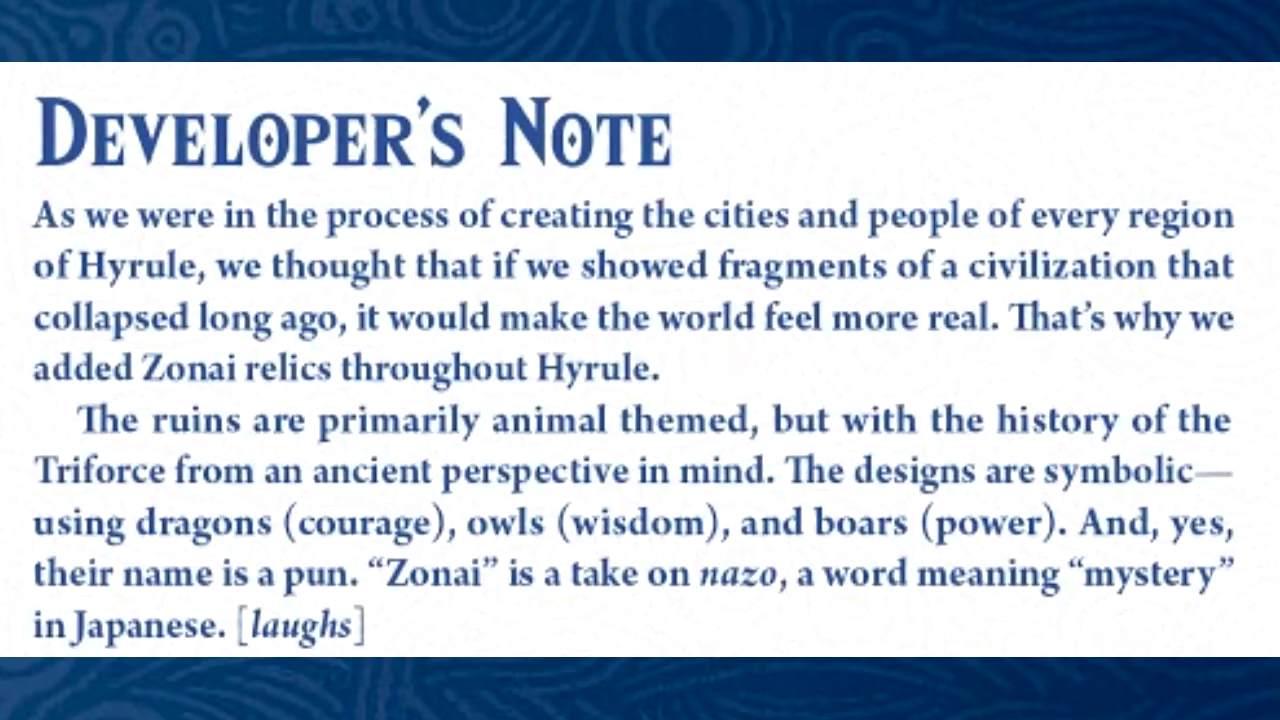 Developer's Note
As we were in the process of creating the cities and people of every region
of Hyrule, we thought that if we showed fragments of a civilization that
collapsed long ago, it would make the world feel more real. That's why we
added Zonai relics throughout Hyrule.
The ruins are primarily animal themed, but with the history of the
Triforce from an ancient perspective in mind. The designs are symbolic—
using dragons (courage), owls (wisdom), and boars (power). And, yes,
their name is a pun. “Zonai” is a take on nazo, a word meaning “mystery”
in Japanese. [laughs]